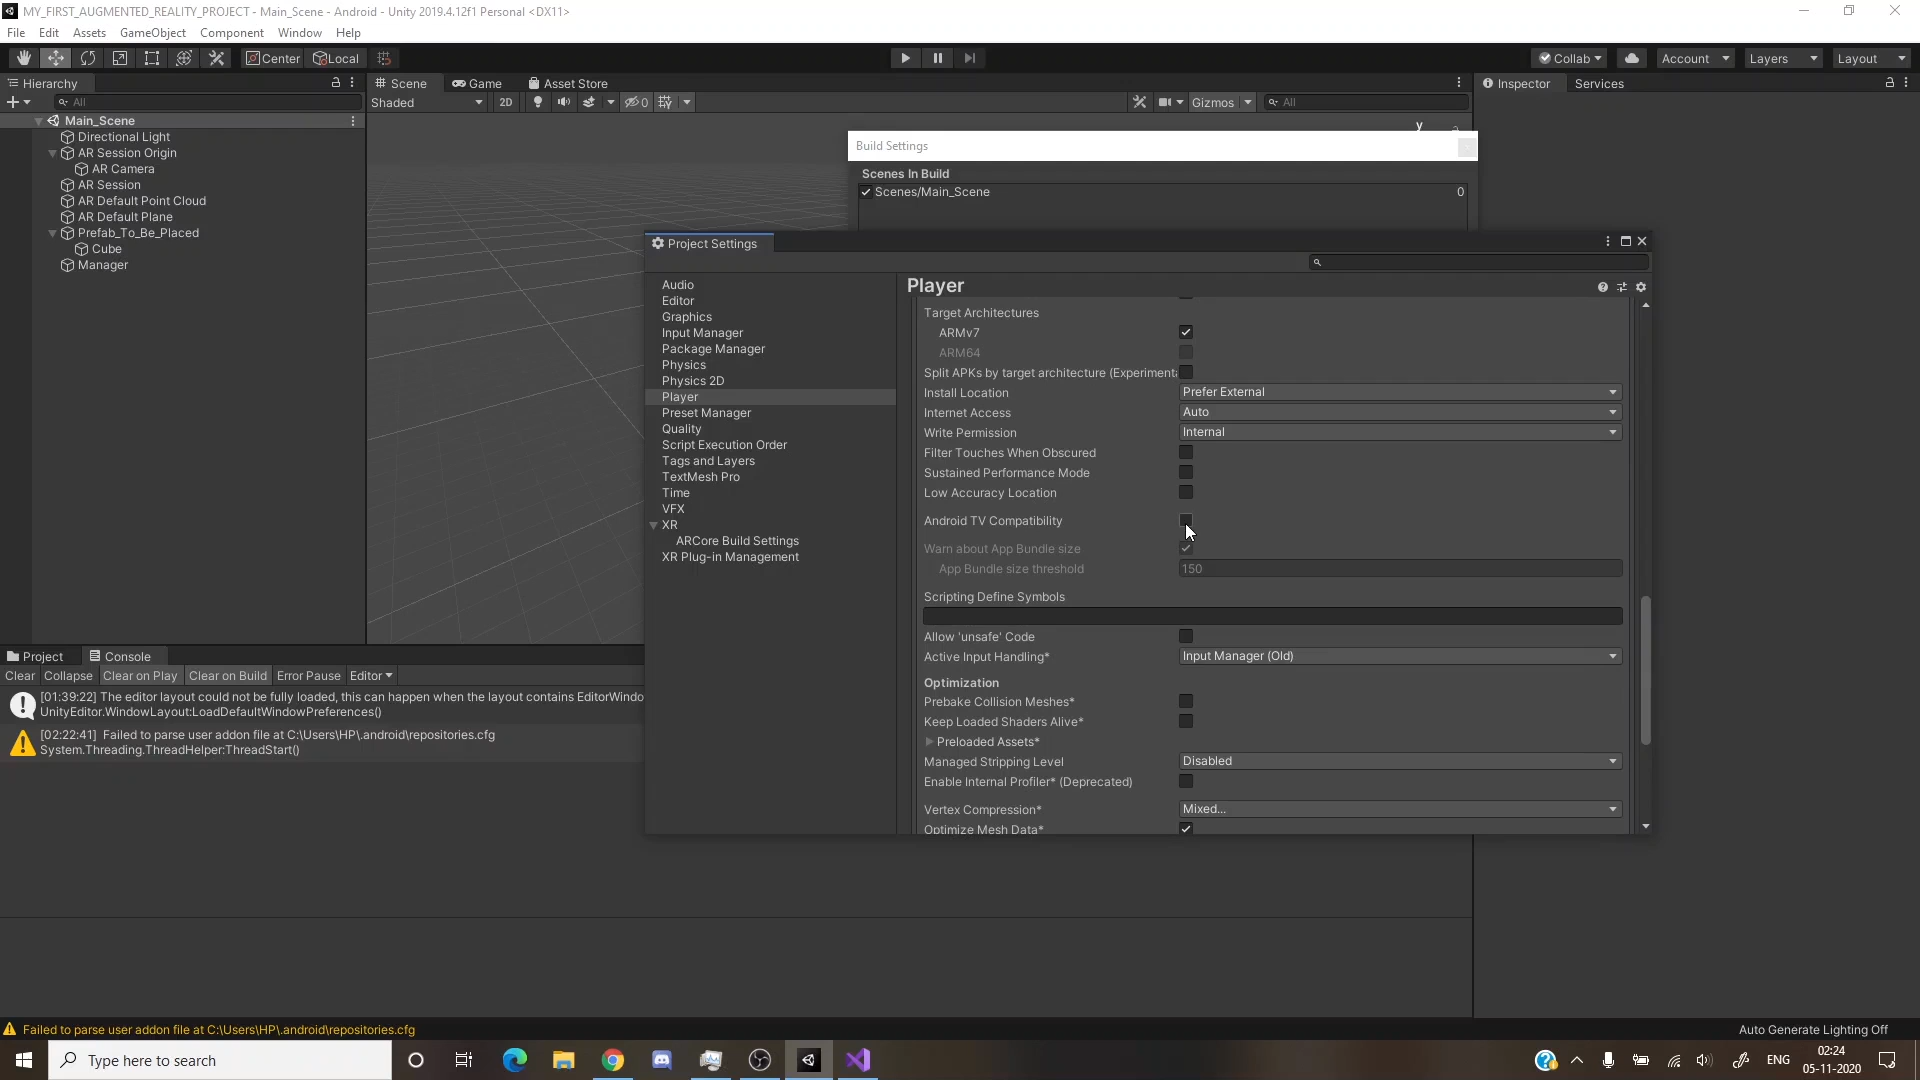 MY_FIRST_AUGMENTED_REALITY_PROJECT - Main_Scene - Android - Unity 2019.4.12f1 Personal <DX11>
File Edit Assets GameObject Component Window Help
Center Local Collab Account Layers Layout
Hierarchy Scene Game Asset Store Inspector Services
All Shaded 2D 0 Gizmos All
Main_Scene
Directional Light
AR Session Origin
AR Camera
AR Session
AR Default Point Cloud
AR Default Plane
Prefab_To_Be_Placed
Cube
Manager
y
Build Settings
Scenes In Build
Scenes/Main_Scene 0
Project Settings
Audio
Editor
Graphics
Input Manager
Package Manager
Physics
Physics 2D
Player
Preset Manager
Quality
Script Execution Order
Tags and Layers
TextMesh Pro
Time
VFX
XR
ARCore Build Settings
XR Plug-in Management
Player
Target Architectures
ARMv7
ARM64
Split APKs by target architecture (Experimenta
Install Location Prefer External
Internet Access Auto
Write Permission Internal
Filter Touches When Obscured
Sustained Performance Mode
Low Accuracy Location
Android TV Compatibility
Warn about App Bundle size
App Bundle size threshold 150
Scripting Define Symbols
Allow 'unsafe' Code
Active Input Handling* Input Manager (Old)
Optimization
Prebake Collision Meshes*
Keep Loaded Shaders Alive*
Preloaded Assets*
Managed Stripping Level Disabled
Enable Internal Profiler* (Deprecated)
Vertex Compression* Mixed...
Optimize Mesh Data*
Project Console
Clear Collapse Clear on Play Clear on Build Error Pause Editor
[01:39:22] The editor layout could not be fully loaded, this can happen when the layout contains EditorWindo
UnityEditor.WindowLayout:LoadDefaultWindowPreferences()
[02:22:41] Failed to parse user addon file at C:\Users\HP\.android\repositories.cfg
System.Threading.ThreadHelper:ThreadStart()
Failed to parse user addon file at C:\Users\HP\.android\repositories.cfg
Auto Generate Lighting Off
Type here to search
ENG
02:24
05-11-2020